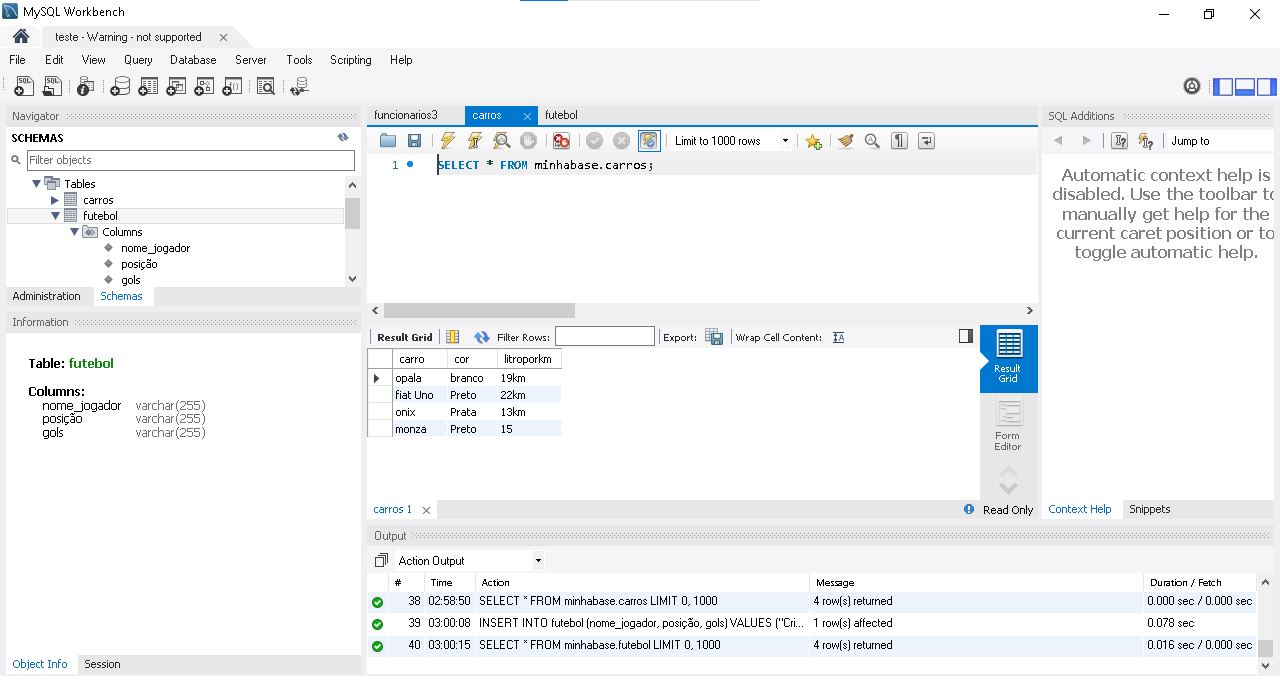 MySQL Workbench
teste - Warning - not supported
File Edit View Query Database Server Tools Scripting Help
Navigator
SCHEMAS
Filter objects
Tables
carros
futebol
Columns
nome_jogador
posição
gols
Administration Schemas
Information
Table: futebol
Columns:
nome_jogador varchar(255)
posição varchar(255)
gols varchar(255)
Object Info Session
funcionarios3 carros futebol
Limit to 1000 rows
1 SELECT * FROM minhabase.carros;
Result Grid Filter Rows: Export: Wrap Cell Content:
carro cor litroporkm
opala branco 19km
fiat Uno Preto 22km
onix Prata 13km
monza Preto 15
Result
Grid
Form
Editor
carros 1 Read Only
SQL Additions
Jump to
Automatic context help is
disabled. Use the toolbar to
manually get help for the
current caret position or to
toggle automatic help.
Context Help Snippets
Output
Action Output
# Time Action Message Duration / Fetch
38 02:58:50 SELECT * FROM minhabase.carros LIMIT 0, 1000 4 row(s) returned 0.000 sec / 0.000 sec
39 03:00:08 INSERT INTO futebol (nome_jogador, posição, gols) VALUES ("Cri... 1 row(s) affected 0.078 sec
40 03:00:15 SELECT * FROM minhabase.futebol LIMIT 0, 1000 4 row(s) returned 0.016 sec / 0.000 sec